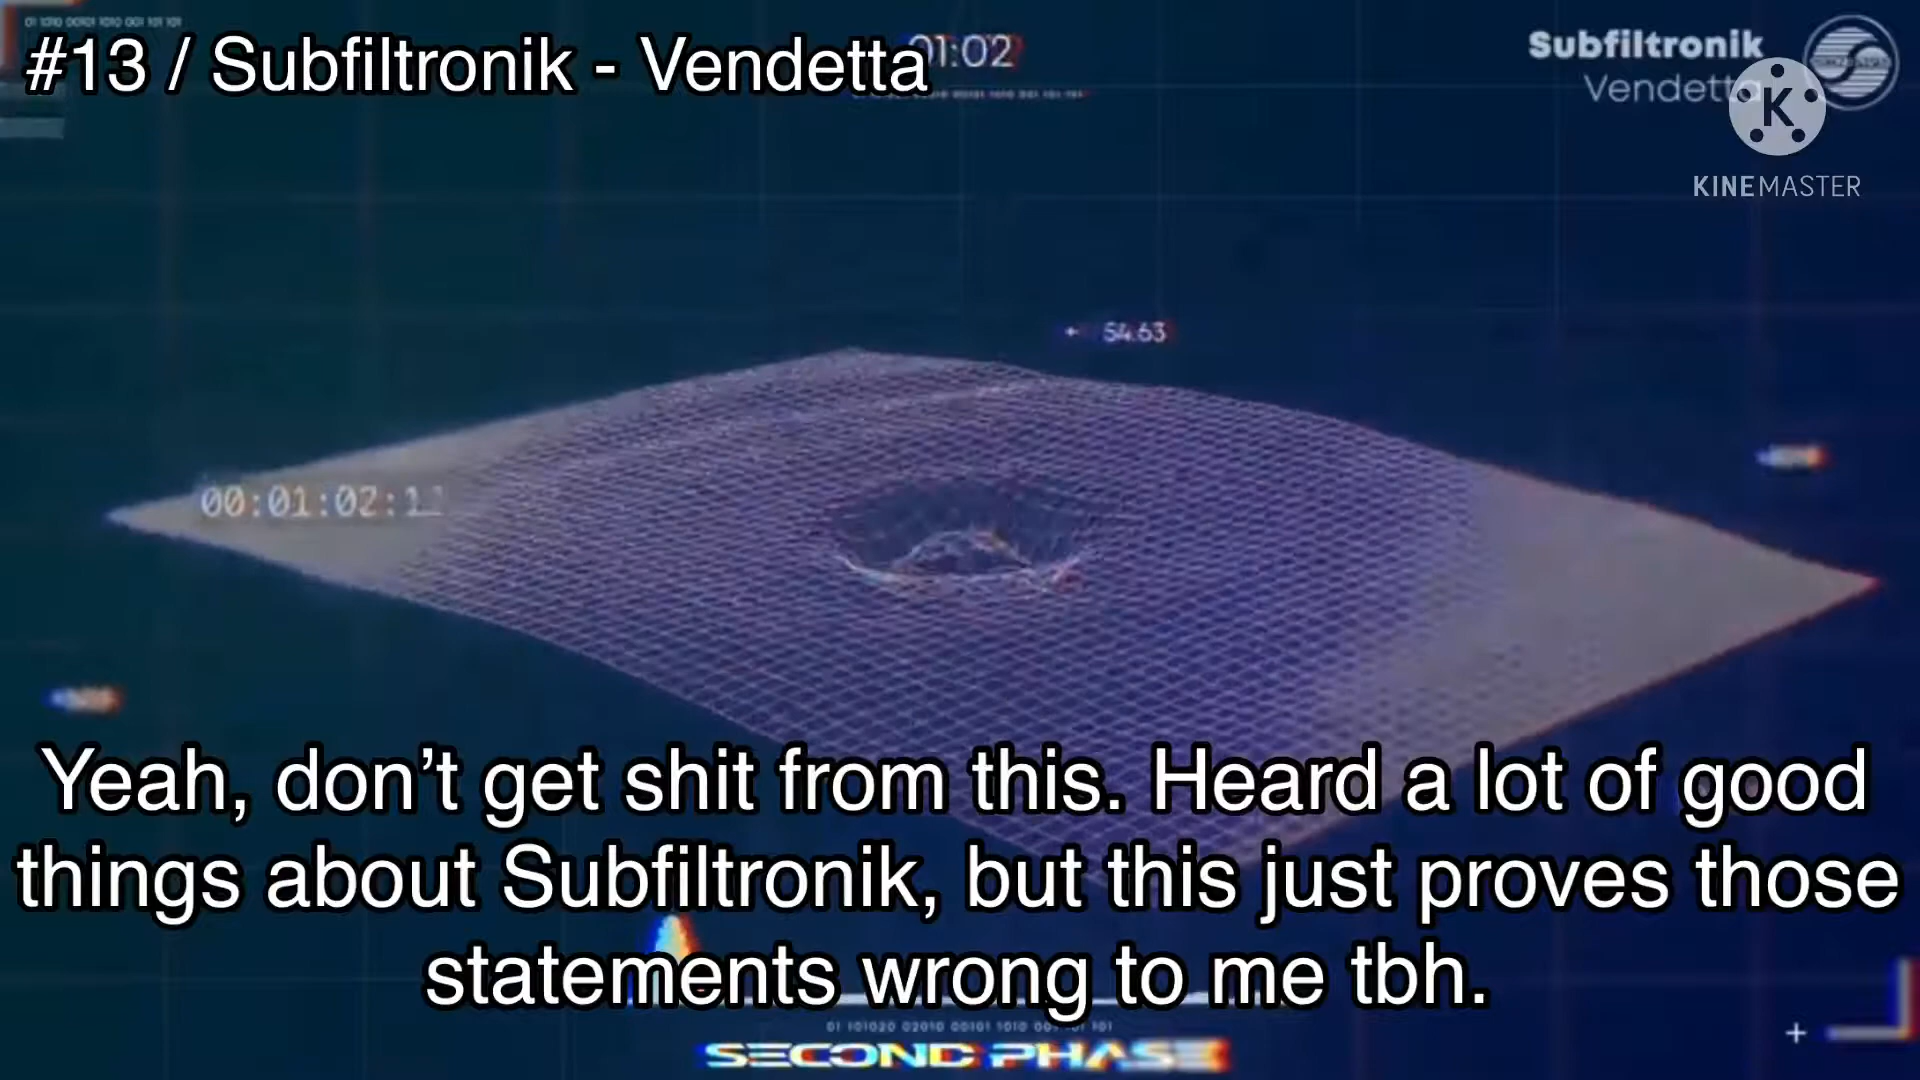 #13 / Subfiltronik - Vendetta
01:02
Subfiltronik
Vendetta
K
KINEMASTER
54.63
00:01:02:1
Yeah, don’t get shit from this. Heard a lot of good
things about Subfiltronik, but this just proves those
statements wrong to me tbh.
SECOND PHASE